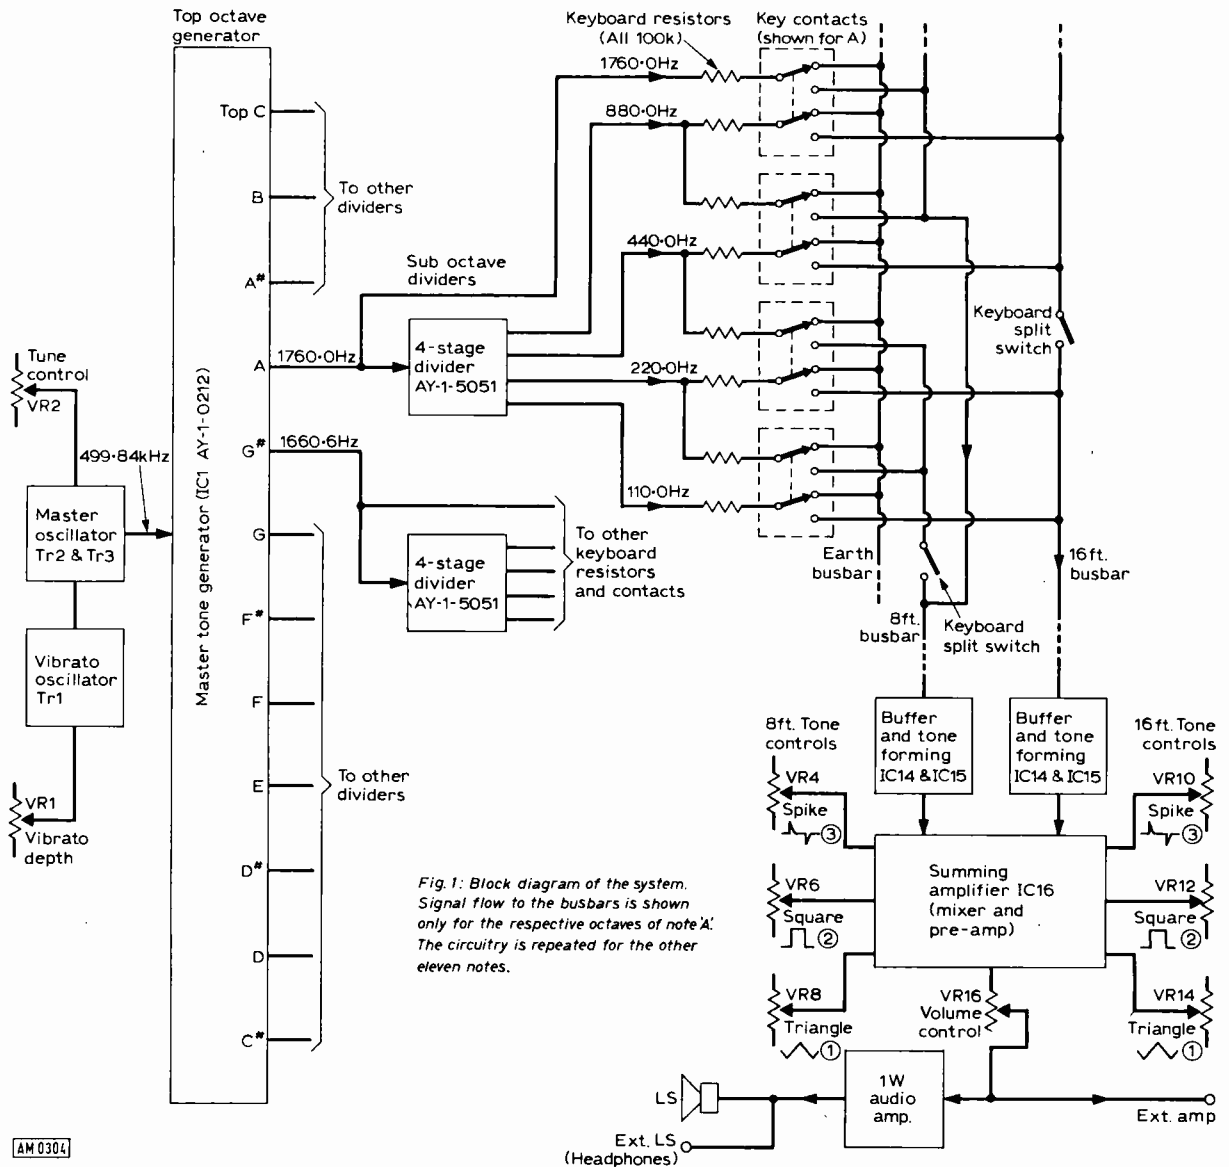 Top octave
generator
Keyboard resistors
(All 100k)
Key contacts
(shown for A)
1760·0Hz
880·0Hz
440·0Hz
220·0Hz
110·0Hz
Top C
B
A#
To other
dividers
Sub octave
dividers
A
1760·0Hz
4-stage
divider
AY-1-5051
G#
1660·6Hz
4-stage
divider
AY-1-5051
To other
keyboard
resistors
and contacts
Tune
control
VR2
499·84kHz
Master
oscillator
Tr2 & Tr3
Vibrato
oscillator
Tr1
VR1
Vibrato
depth
Master tone generator (IC1 AY-1-0212)
G
F#
F
E
D#
D
C#
To other
dividers
Keyboard
split
switch
Earth
busbar
8ft.
busbar
Keyboard
split switch
16ft.
busbar
8ft. Tone
controls
Buffer
and tone
forming
IC14 & IC15
Buffer
and tone
forming
IC14 & IC15
16ft. Tone
controls
VR4
Spike
3
VR6
Square
2
VR8
Triangle
1
Summing
amplifier IC16
(mixer and
pre-amp)
VR10
Spike
3
VR12
Square
2
VR14
Triangle
1
VR16
Volume
control
1W
audio
amp.
LS
Ext. LS
(Headphones)
Ext. amp
Fig. 1: Block diagram of the system.
Signal flow to the busbars is shown
only for the respective octaves of note 'A'.
The circuitry is repeated for the other
eleven notes.
AM 0304